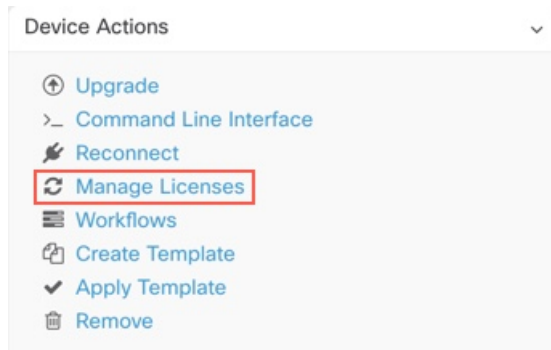 Device Actions
Upgrade
Command Line Interface
Reconnect
Manage Licenses
Workflows
Create Template
Apply Template
Remove